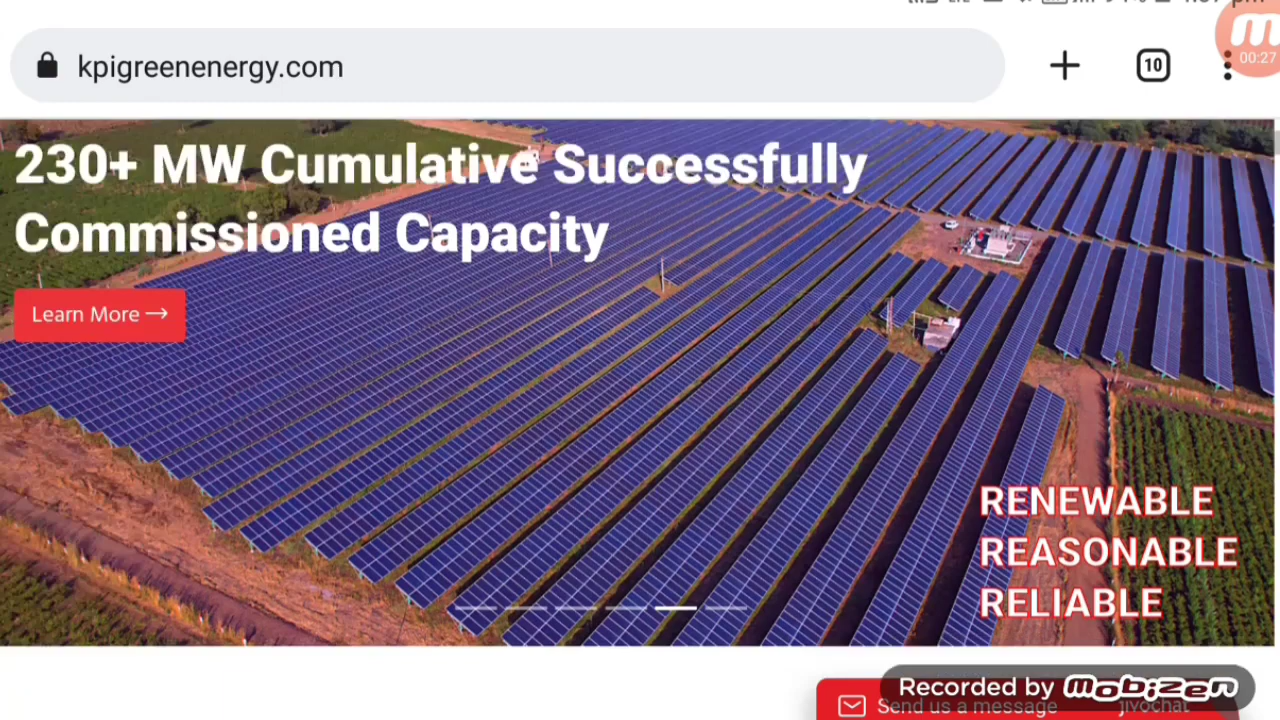 kpigreenenergy.com
10
00:27
230+ MW Cumulative Successfully
Commissioned Capacity
Learn More →
RENEWABLE
REASONABLE
RELIABLE
Recorded by Mobizen
Send us a message
jivochat